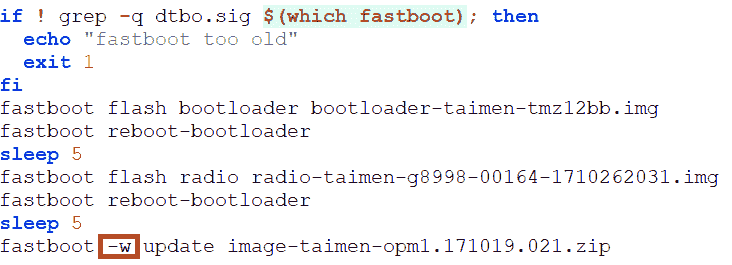 if ! grep -q dtbo.sig $(which fastboot); then
  echo "fastboot too old"
  exit 1
fi
fastboot flash bootloader bootloader-taimen-tmz12bb.img
fastboot reboot-bootloader
sleep 5
fastboot flash radio radio-taimen-g8998-00164-1710262031.img
fastboot reboot-bootloader
sleep 5
fastboot -w update image-taimen-opm1.171019.021.zip